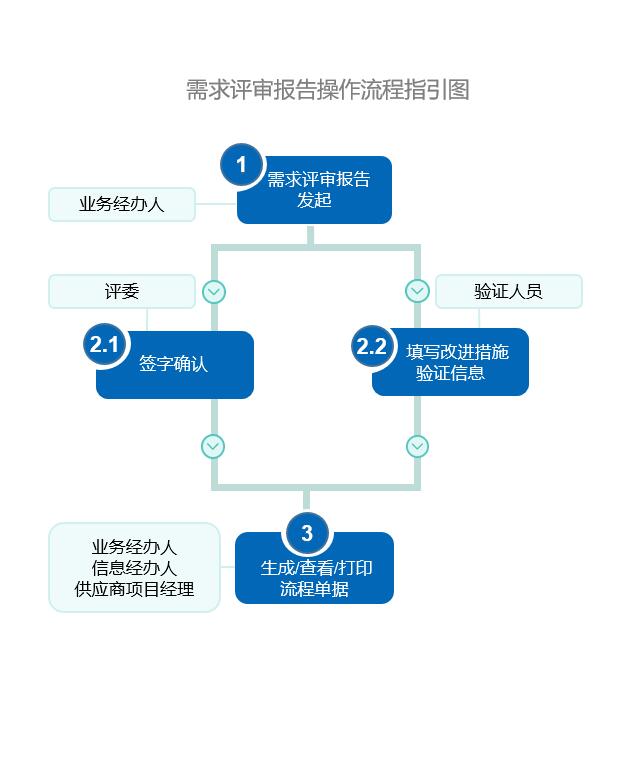 需求评审报告操作流程指引图
1
需求评审报告
发起
业务经办人
评委
验证人员
2.1
签字确认
2.2
填写改进措施
验证信息
3
业务经办人
信息经办人
供应商项目经理
生成/查看/打印
流程单据